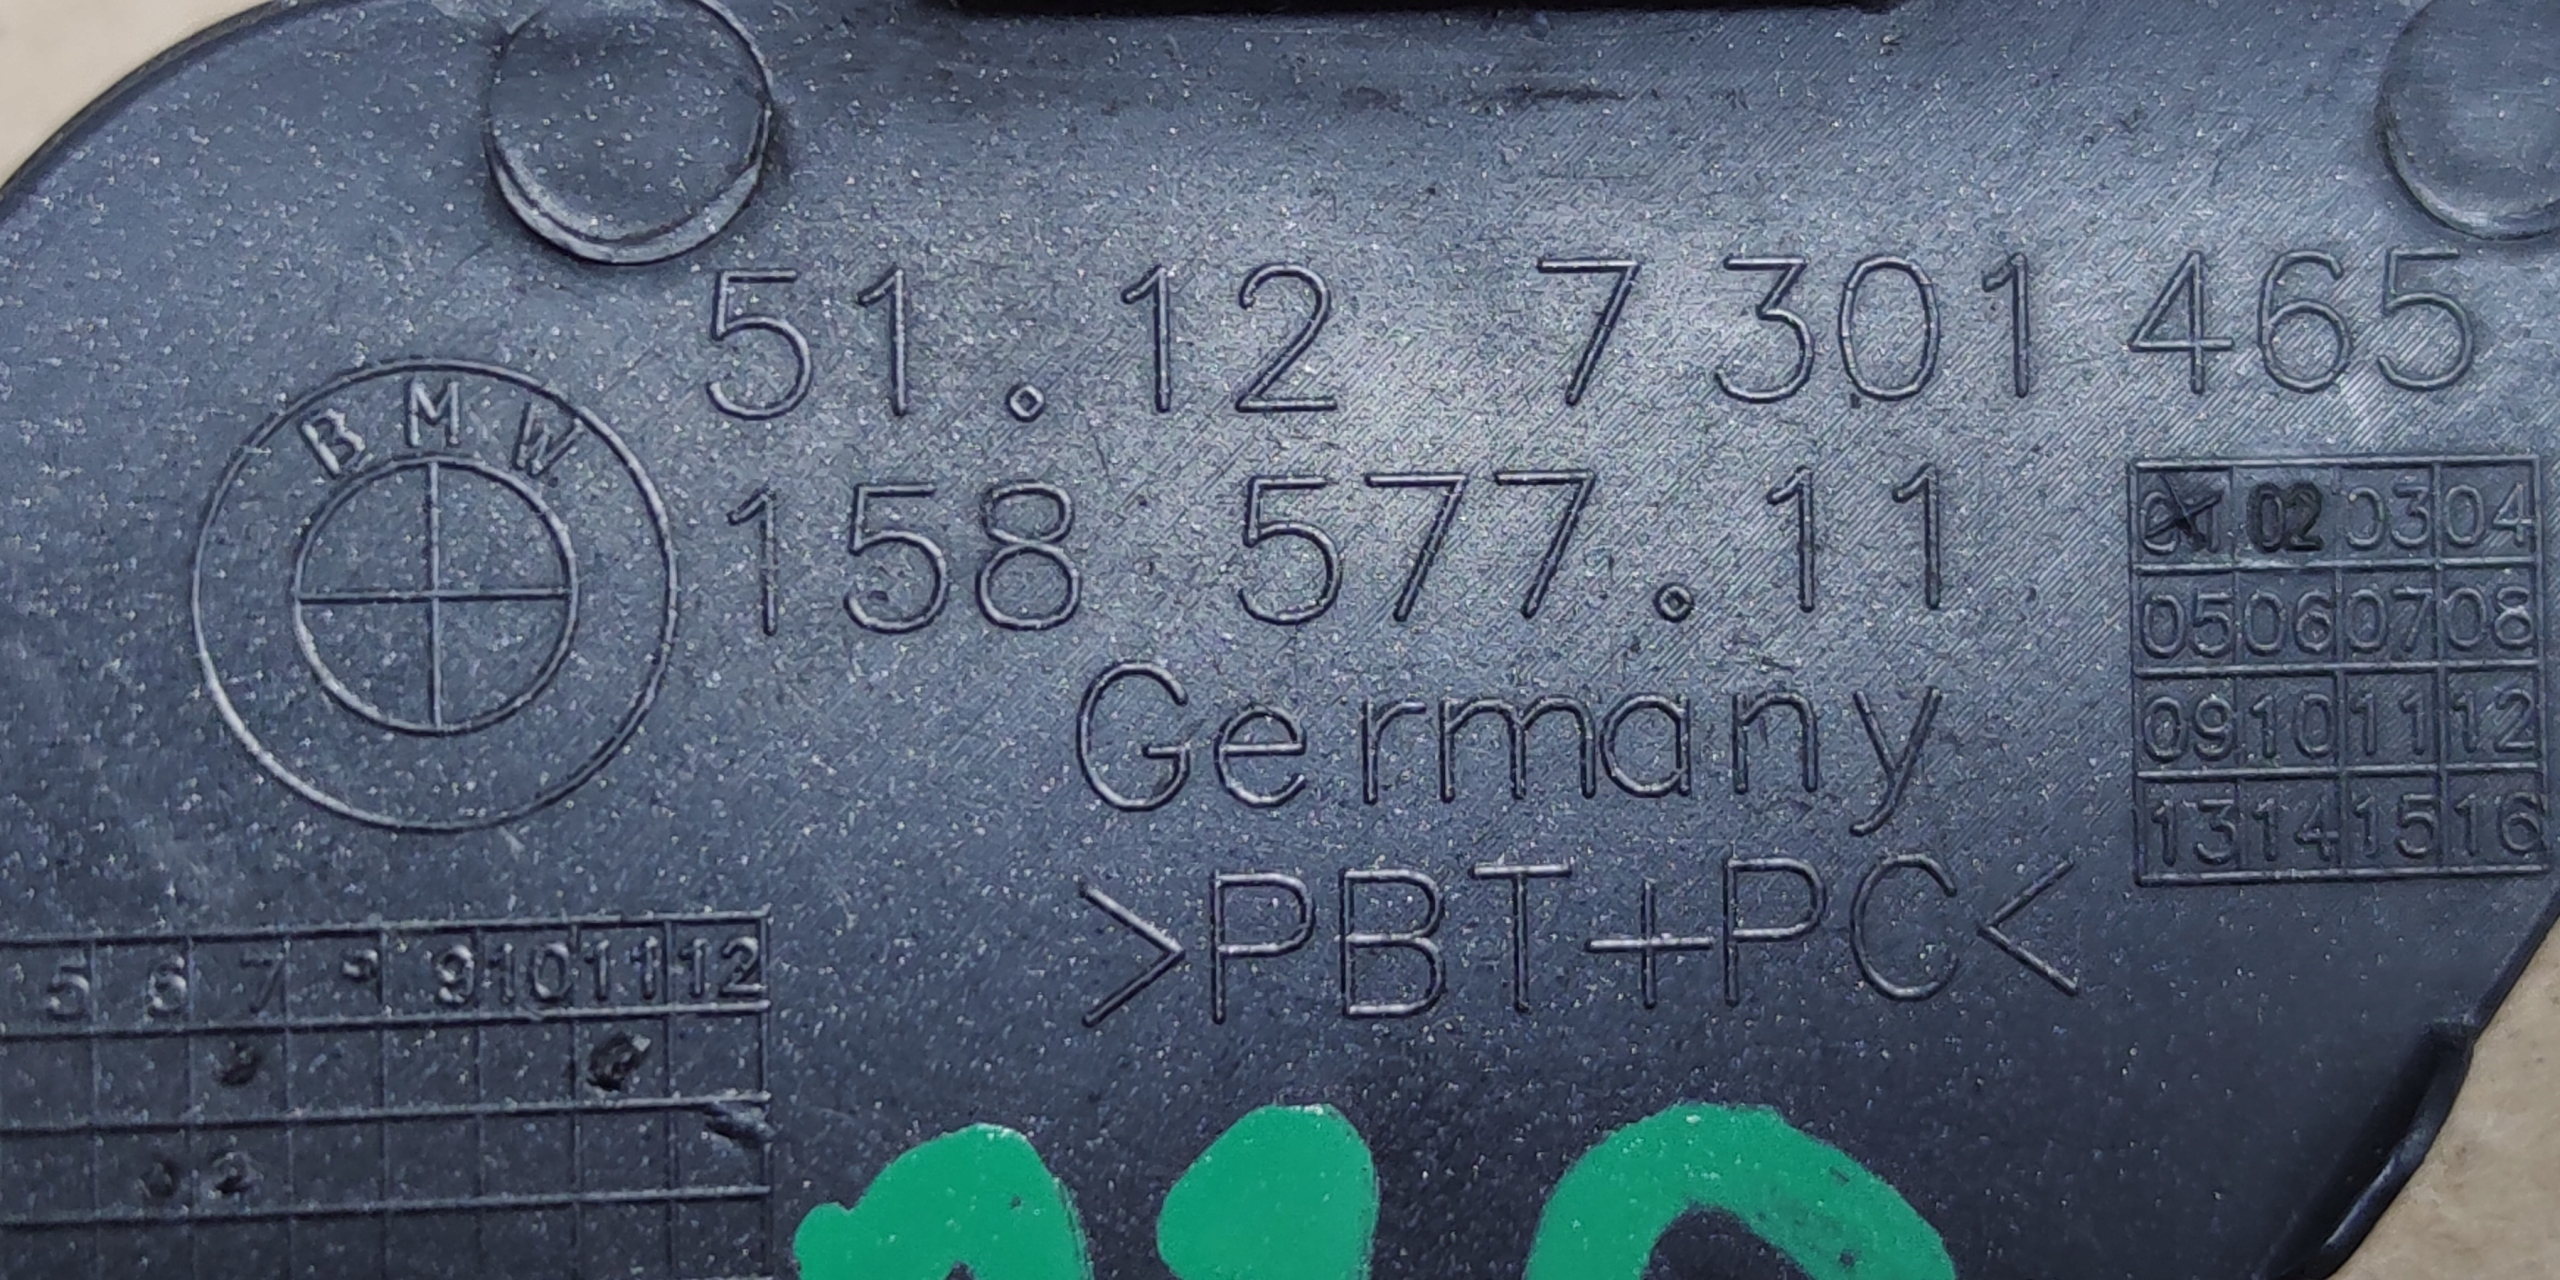 51.12 7 301 465
BMW
158 577.11
01 02 03 04
05 06 07 08
09 10 11 12
13 14 15 16
Germany
>PBT+PC<
5 6 7 9 10 11 12